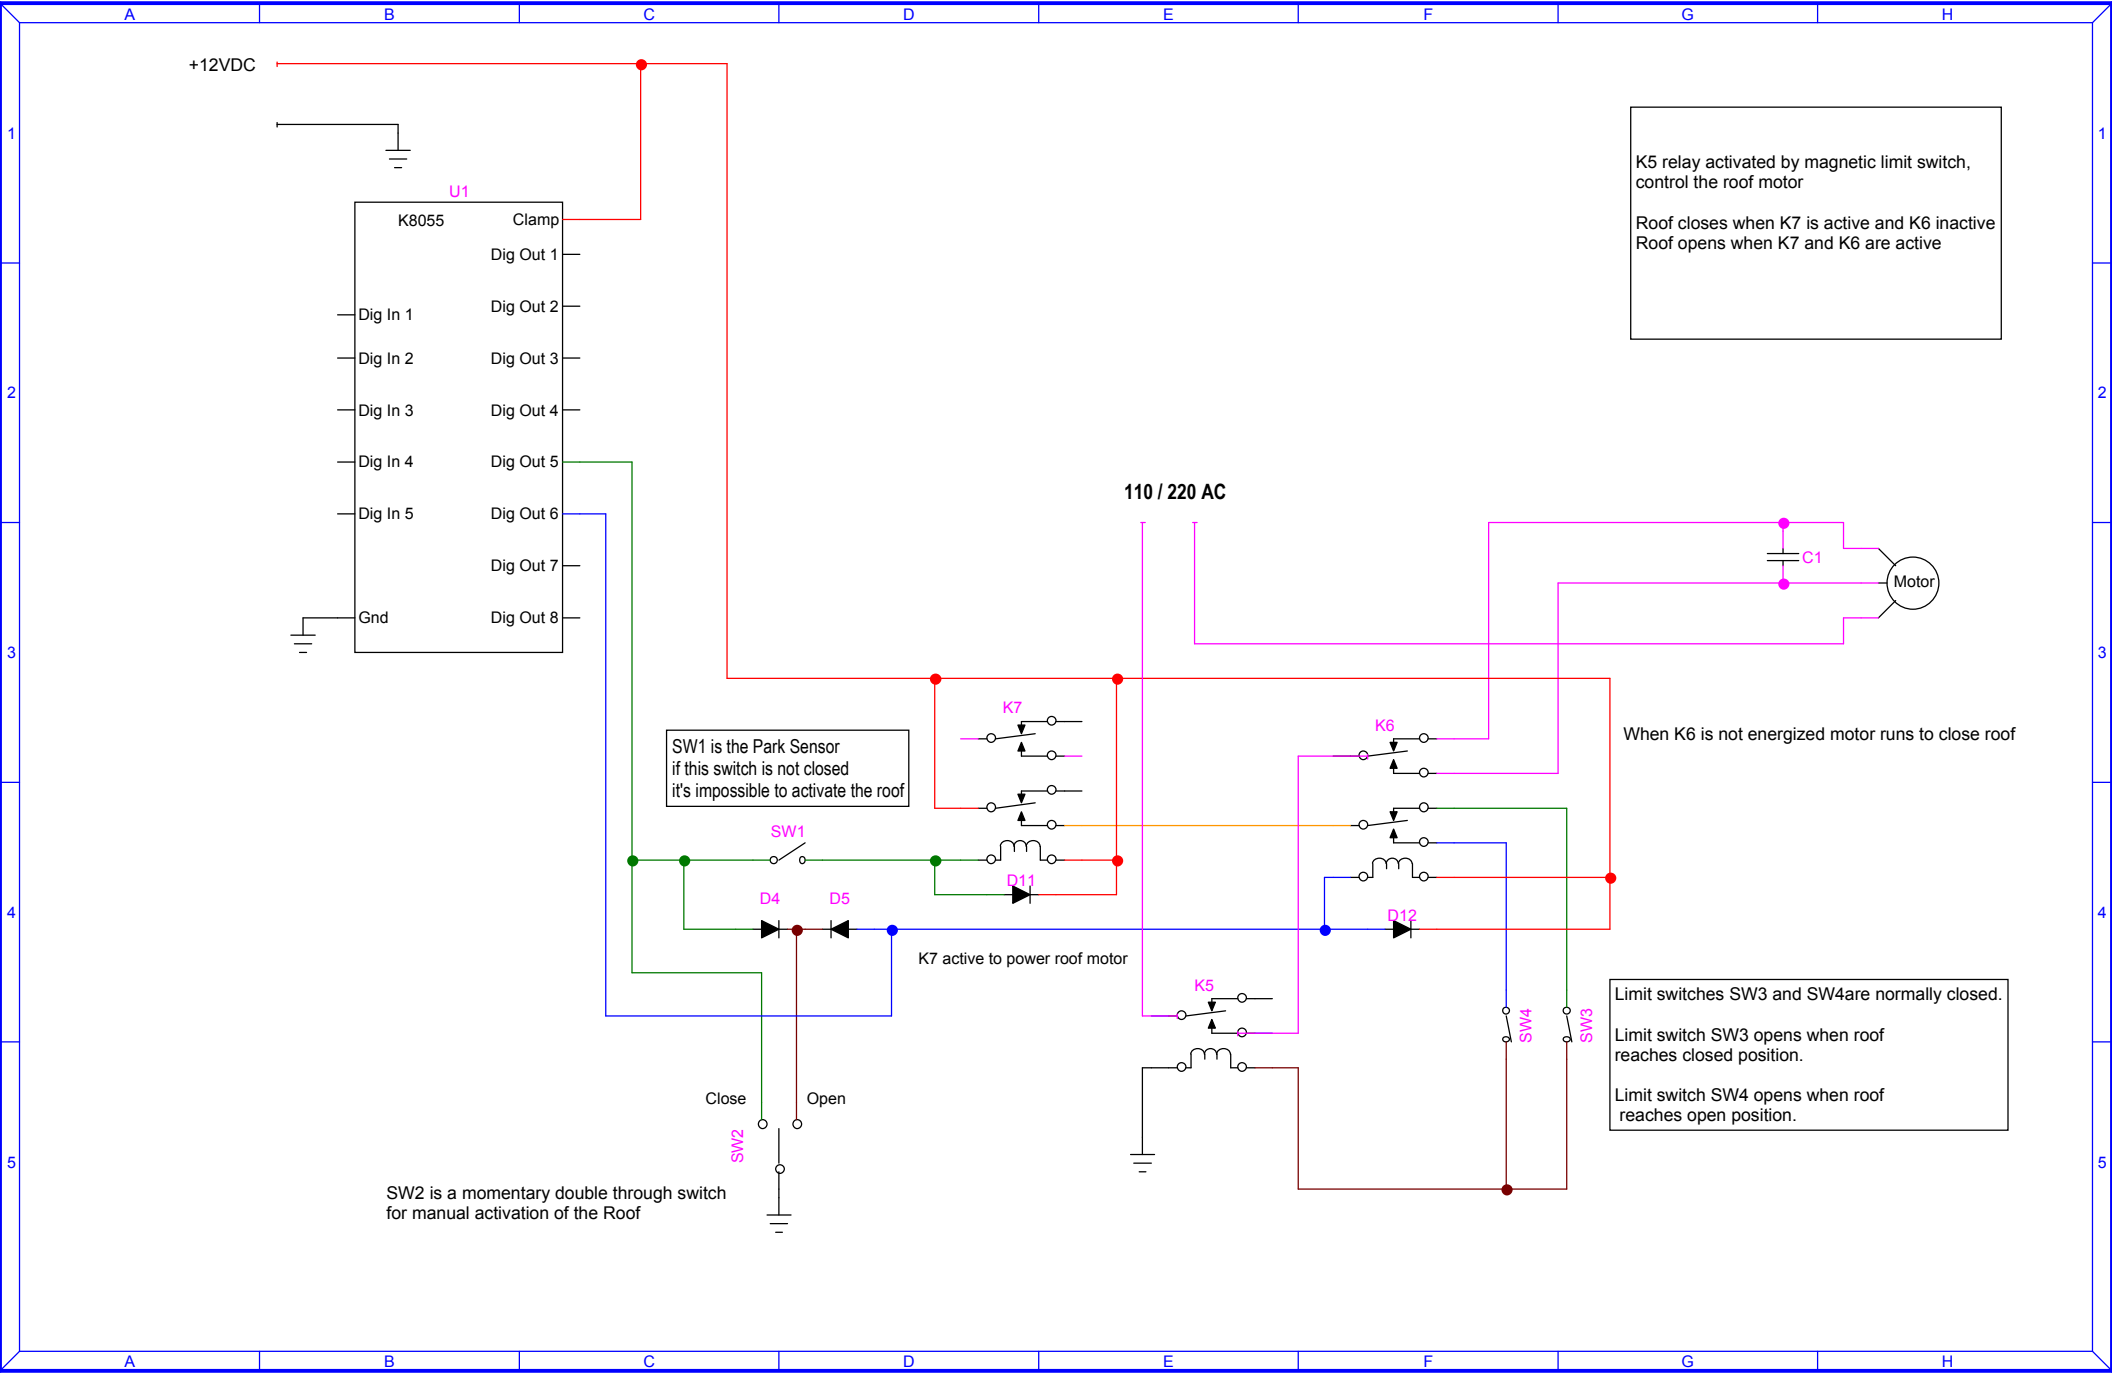 A B C D E F G H
+12VDC
1 1
K5 relay activated by magnetic limit switch,
control the roof motor
Roof closes when K7 is active and K6 inactive
Roof opens when K7 and K6 are active
U1
K8055
Clamp
Dig Out 1
Dig Out 2
Dig In 1
Dig In 2
Dig Out 3
2 2
Dig In 3
Dig Out 4
Dig In 4
Dig Out 5
110 / 220 AC
Dig In 5
Dig Out 6
C1
Dig Out 7
Motor
Gnd
Dig Out 8
3 3
K7
K6
When K6 is not energized motor runs to close roof
SW1 is the Park Sensor
if this switch is not closed
it's impossible to activate the roof
SW1
D11
D4 D5
D12
4 4
K7 active to power roof motor
K5
Limit switches SW3 and SW4are normally closed.
SW4
SW3
Limit switch SW3 opens when roof
reaches closed position.
Limit switch SW4 opens when roof
reaches open position.
Close Open
SW2
5 5
SW2 is a momentary double through switch
for manual activation of the Roof
A B C D E F G H